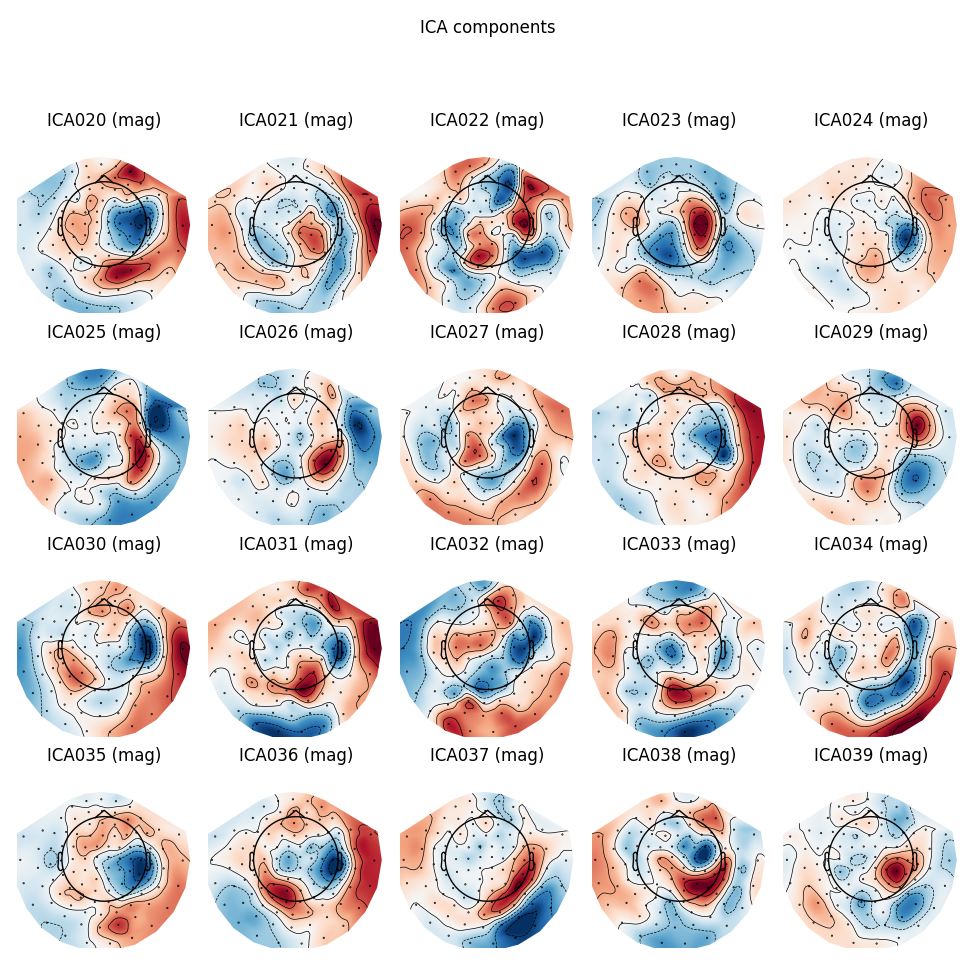 ICA components
ICA020 (mag) ICA021 (mag) ICA022 (mag) ICA023 (mag) ICA024 (mag)
ICA025 (mag) ICA026 (mag) ICA027 (mag) ICA028 (mag) ICA029 (mag)
ICA030 (mag) ICA031 (mag) ICA032 (mag) ICA033 (mag) ICA034 (mag)
ICA035 (mag) ICA036 (mag) ICA037 (mag) ICA038 (mag) ICA039 (mag)